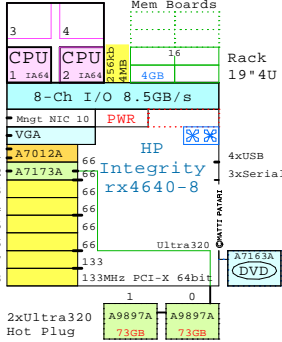 Mem Boards
3 4
CPU CPU
1 IA64 2 IA64
256kb
4MB
16
4GB
Rack
19"4U
8-Ch I/O 8.5GB/s
Mngt NIC 10 PWR
VGA
HP
Integrity
rx4640-8
A7012A
A7173A
66
66
66
66
66
66
133
133MHz PCI-X 64bit
4xUSB
3xSerial
©MATTI PATARI
Ultra320
A7163A
DVD
1 0
2xUltra320
Hot Plug
A9897A A9897A
73GB 73GB